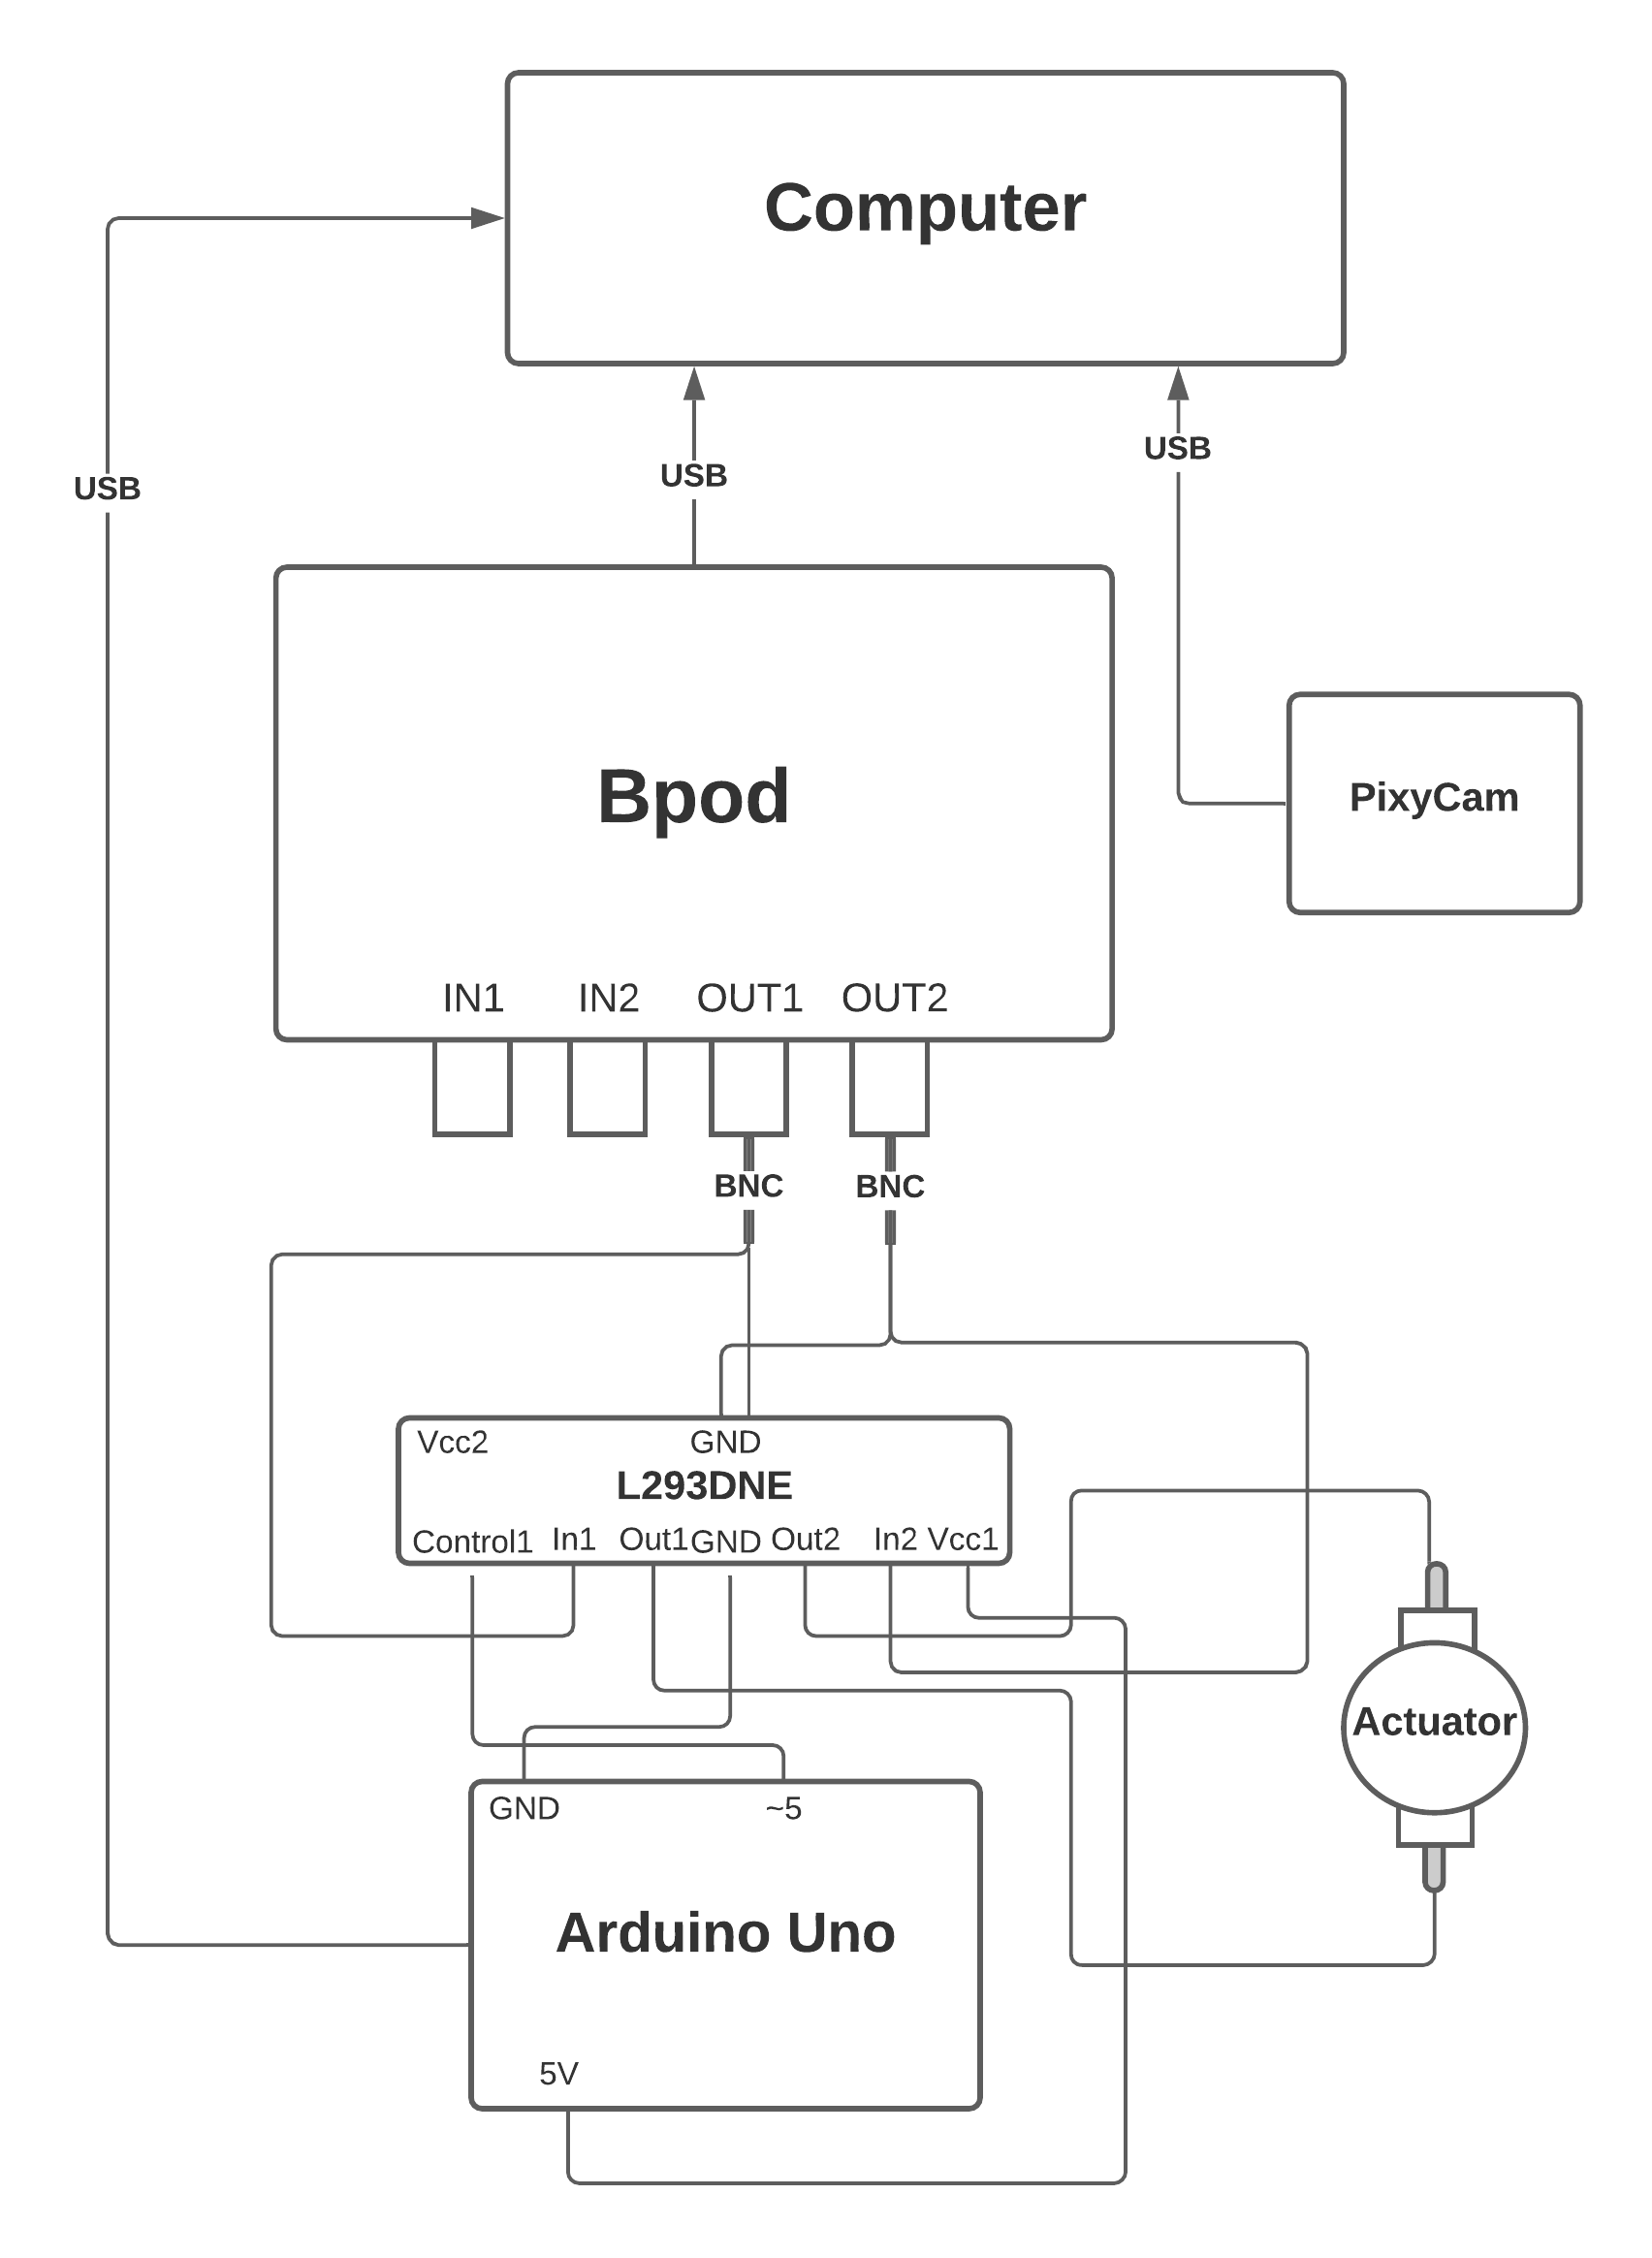 Computer
USB
USB
USB
Bpod
PixyCam
IN1 IN2 OUT1 OUT2
BNC BNC
Vcc2 GND
L293DNE
Control1 In1 Out1 GND Out2 In2 Vcc1
Actuator
GND ~5
Arduino Uno
5V